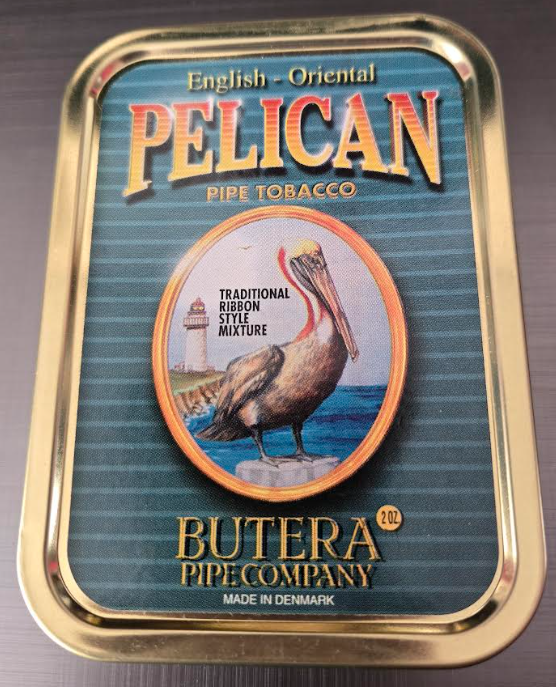 English - Oriental
PELICAN
PIPE TOBACCO
TRADITIONAL
RIBBON
STYLE
MIXTURE
2 OZ
BUTERA
PIPE COMPANY
MADE IN DENMARK